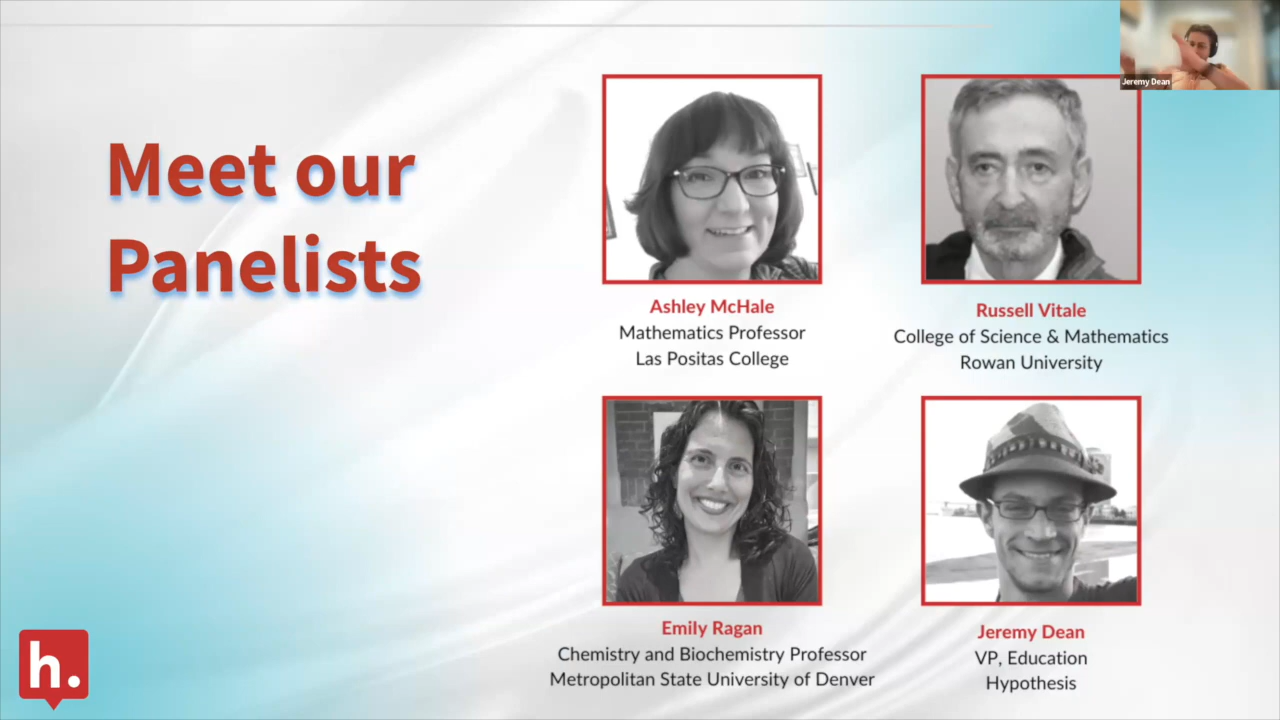 Jeremy Dean
Meet our
Panelists
Ashley McHale
Mathematics Professor
Las Positas College
Russell Vitale
College of Science & Mathematics
Rowan University
Emily Ragan
Chemistry and Biochemistry Professor
Metropolitan State University of Denver
Jeremy Dean
VP, Education
Hypothesis
h.